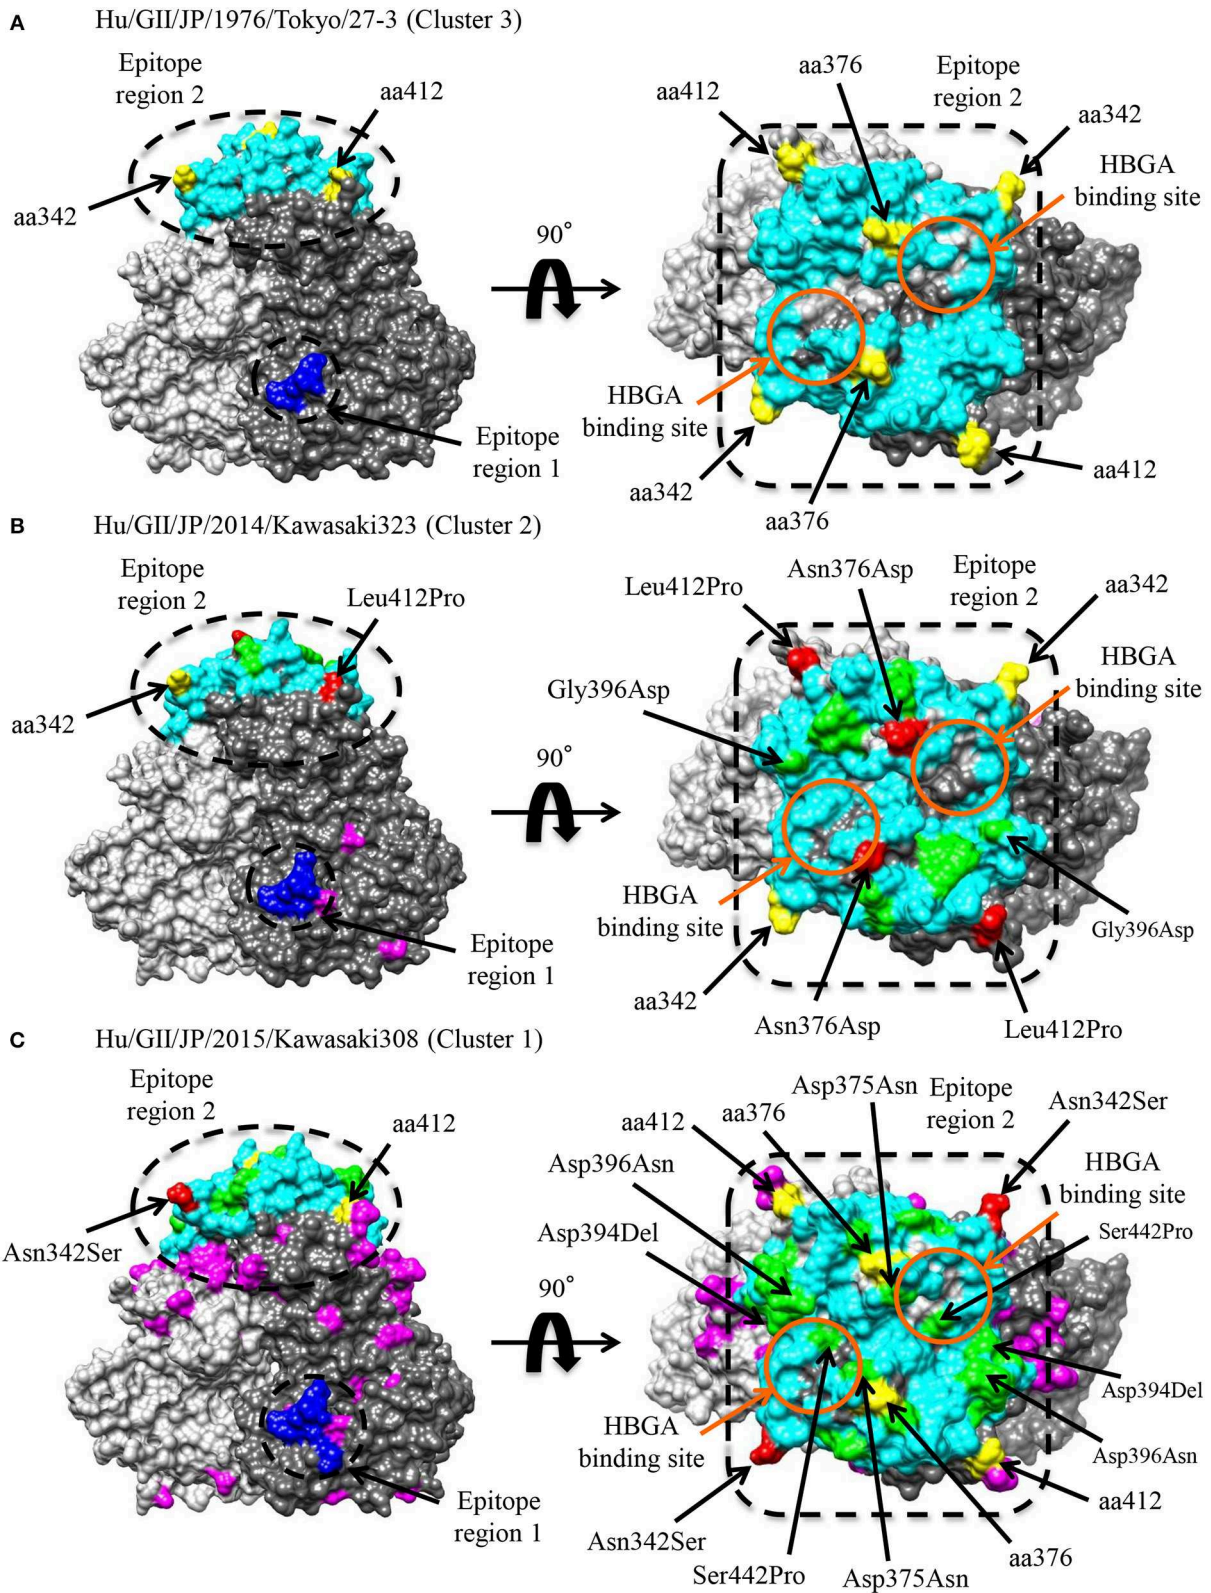 A
Hu/GII/JP/1976/Tokyo/27-3 (Cluster 3)
Epitope
region 2
aa412
aa342
Epitope
region 1
90°
aa376
aa412
Epitope
region 2
aa342
HBGA
binding site
HBGA
binding site
aa342
aa376
aa412
B
Hu/GII/JP/2014/Kawasaki323 (Cluster 2)
Epitope
region 2
Leu412Pro
aa342
Epitope
region 1
90°
Leu412Pro
Asn376Asp
Epitope
region 2
aa342
HBGA
binding site
Gly396Asp
HBGA
binding site
Gly396Asp
aa342
Asn376Asp
Leu412Pro
C
Hu/GII/JP/2015/Kawasaki308 (Cluster 1)
Epitope
region 2
aa412
Asn342Ser
Epitope
region 1
90°
Asp375Asn
aa376
aa412
Epitope
region 2
Asn342Ser
HBGA
binding site
Asp396Asn
Ser442Pro
Asp394Del
Asp394Del
HBGA
binding site
Asp396Asn
aa412
Asn342Ser
aa376
Ser442Pro
Asp375Asn